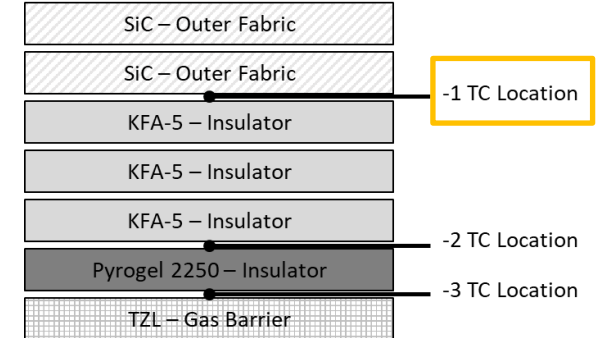 SiC – Outer Fabric
SiC – Outer Fabric
-1 TC Location
KFA-5 – Insulator
KFA-5 – Insulator
KFA-5 – Insulator
-2 TC Location
Pyrogel 2250 – Insulator
-3 TC Location
TZL – Gas Barrier